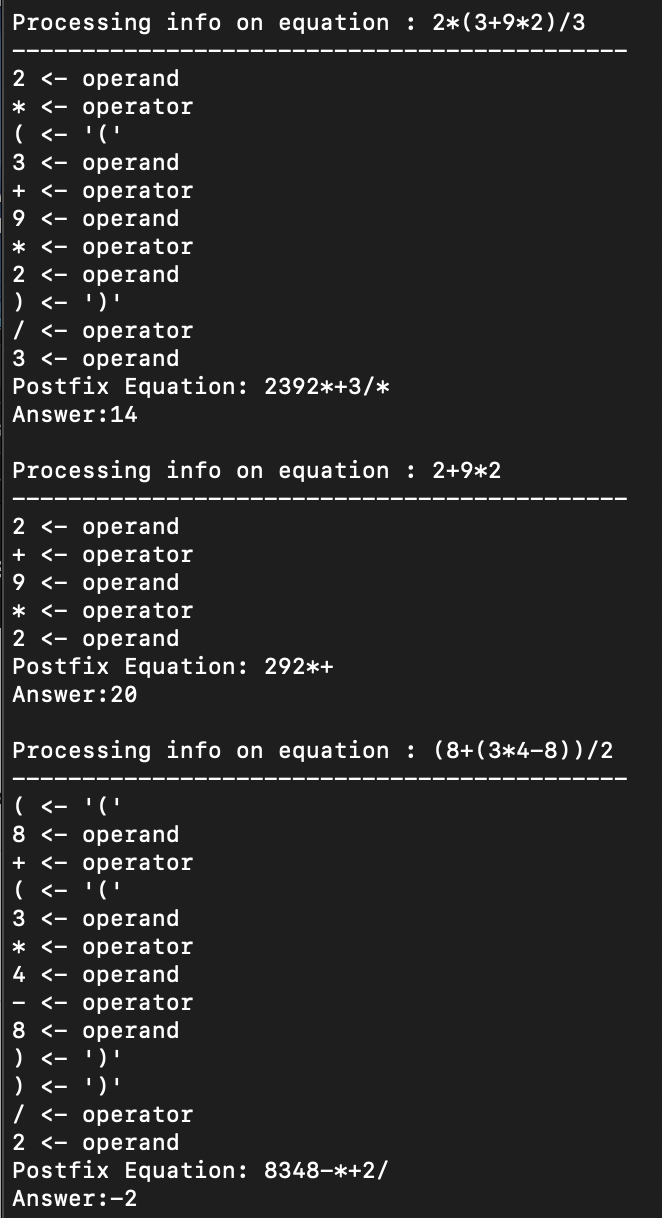 Processing info on equation : 2*(3+9*2)/3
--------------------------------------------
2 <- operand
* <- operator
( <- '('
3 <- operand
+ <- operator
9 <- operand
* <- operator
2 <- operand
) <- ')'
/ <- operator
3 <- operand
Postfix Equation: 2392*+3/*
Answer:14

Processing info on equation : 2+9*2
--------------------------------------------
2 <- operand
+ <- operator
9 <- operand
* <- operator
2 <- operand
Postfix Equation: 292*+
Answer:20

Processing info on equation : (8+(3*4-8))/2
--------------------------------------------
( <- '('
8 <- operand
+ <- operator
( <- '('
3 <- operand
* <- operator
4 <- operand
- <- operator
8 <- operand
) <- ')'
) <- ')'
/ <- operator
2 <- operand
Postfix Equation: 8348-*+2/
Answer:-2